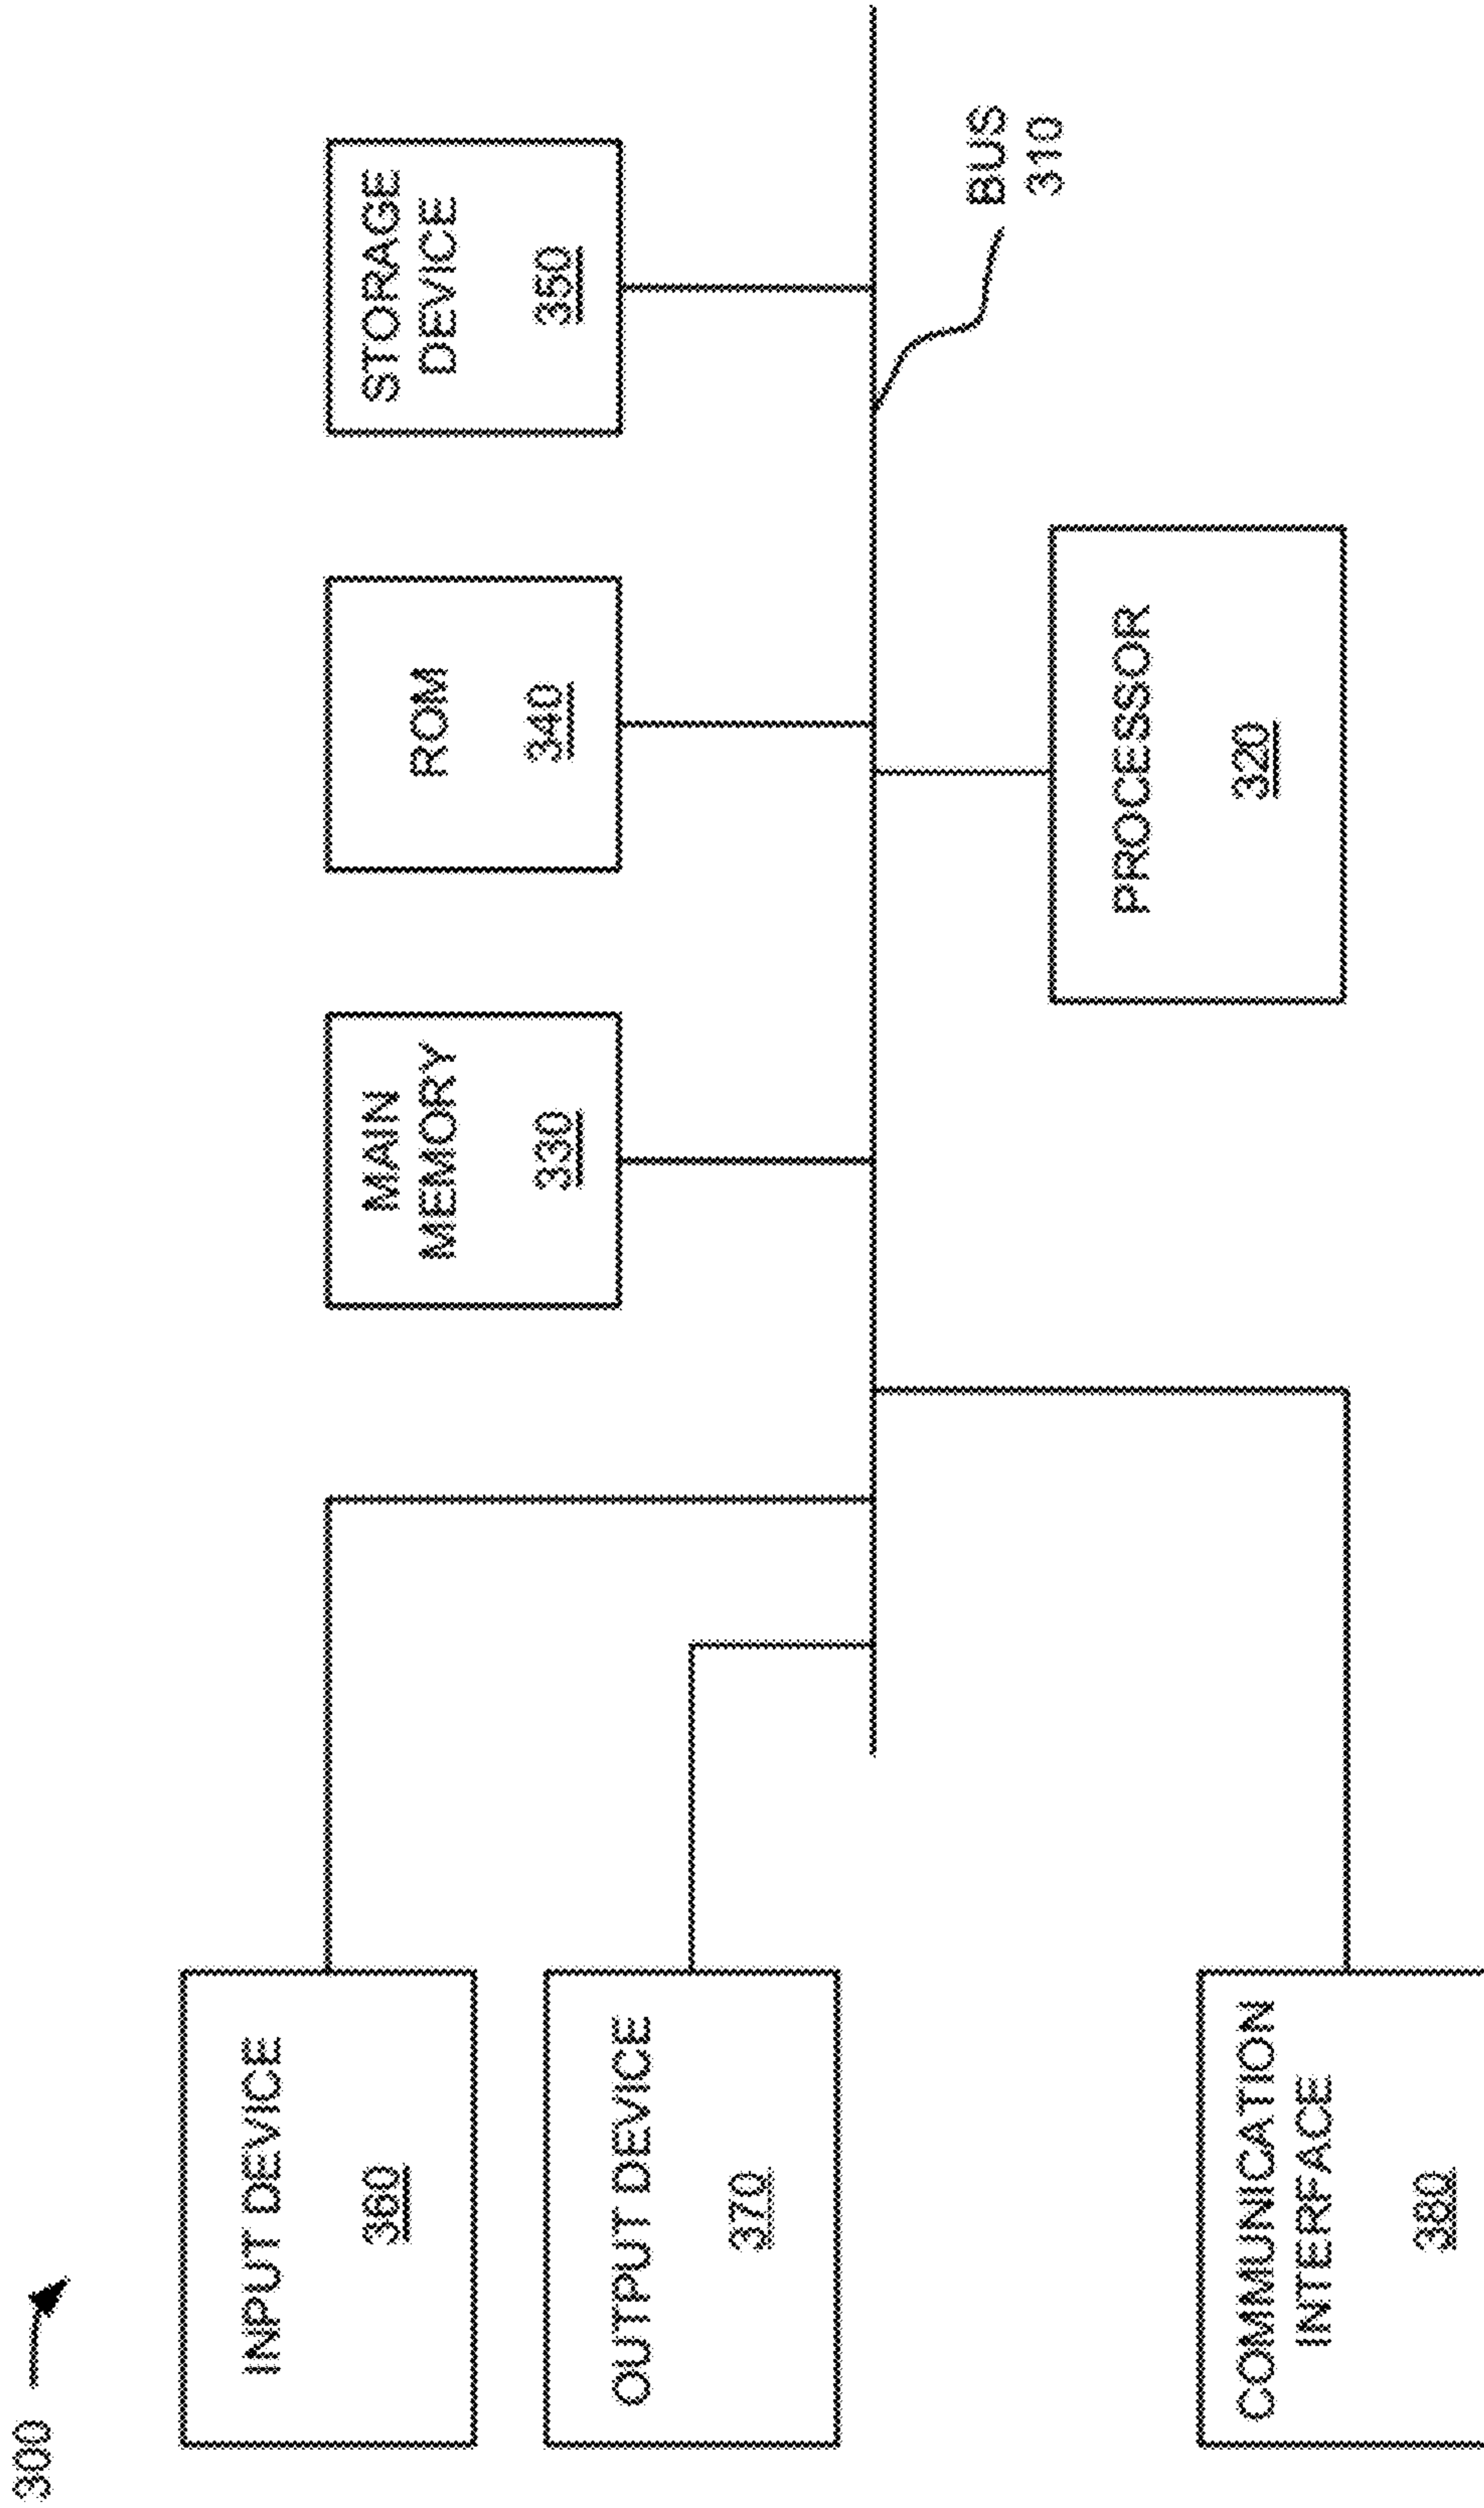 300
INPUT DEVICE
360
OUTPUT DEVICE
370
COMMUNICATION
INTERFACE
380
MAIN
MEMORY
330
ROM
340
STORAGE
DEVICE
350
PROCESSOR
320
BUS
310